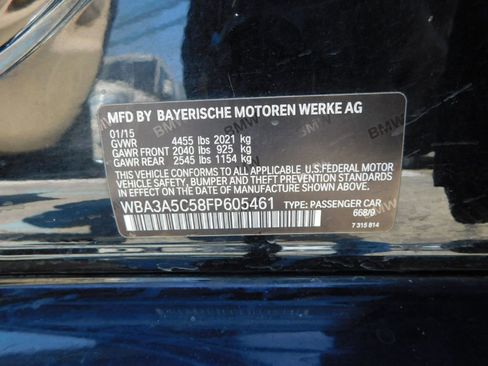 MFD BY BAYERISCHE MOTOREN WERKE AG
01/15
GVWR 4455 lbs 2021 kg
GAWR FRONT 2040 lbs 925 kg
GAWR REAR 2545 lbs 1154 kg
THIS VEHICLE CONFORMS TO ALL APPLICABLE U.S.FEDERAL MOTOR
VEHICLE SAFETY, BUMPER, AND THEFT PREVENTION STANDARDS IN
EFFECT ON THE DATE OF MANUFACTURE SHOWN ABOVE.
WBA3A5C58FP605461 TYPE: PASSENGER CAR
668/9
7 315 814